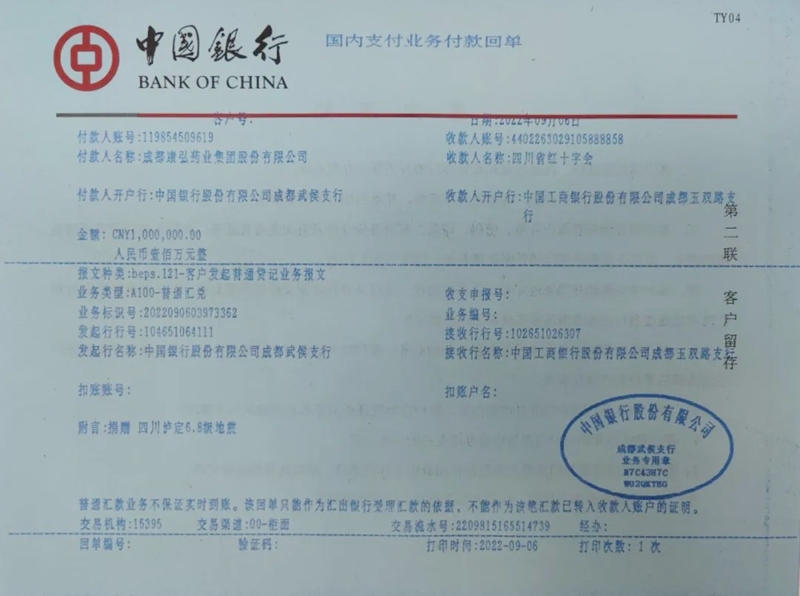 TY04
中國銀行
BANK OF CHINA
国内支付业务付款回单
客户号:
日期:2022年09月06日
付款人账号:119854509619
收款人账号:4402263029105888858
付款人名称:成都康弘药业集团股份有限公司
收款人名称:四川省红十字会
付款人开户行:中国银行股份有限公司成都武侯支行
收款人开户行:中国工商银行股份有限公司成都玉双路支
行
金额: CNY1,000,000.00
人民币壹佰万元整
报文种类:beps.121-客户发起普通贷记业务报文
业务类型:A100-普通汇兑
收支申报号:
业务标识号:2022090603973362
业务编号:
发起行行号:104651064111
接收行行号:102651026307
发起行名称:中国银行股份有限公司成都武侯支行
接收行名称:中国工商银行股份有限公司成都玉双路支行
扣账账号:
扣账户名:
附言:捐赠 四川泸定6.8级地震
中国银行股份有限公司
成都武侯支行
业务专用章
普通汇款业务不保证实时到账。该回单只能作为汇出银行受理汇款的依据,不能作为该笔汇款已转入收款人账户的证明。
交易机构:15395
交易渠道:00-柜面
交易流水号:2209815165514739
经办:
回单编号:
验证码:
打印时间:2022-09-06
打印次数: 1 次
第二联 客户留存